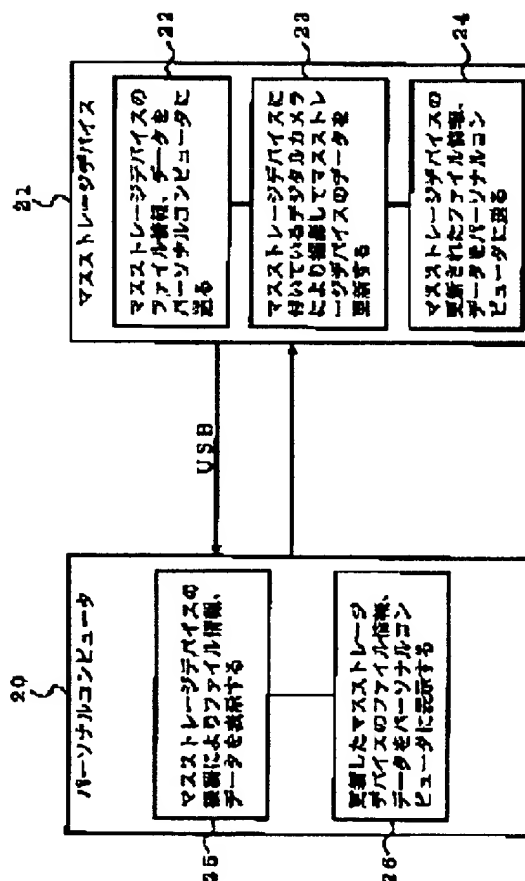 20
パーソナルコンピュータ
マスストレージデバイスの
接続によりファイル情報、
データを表示する
25
更新したマスストレージ
デバイスのファイル情報、
データをパーソナルコン
ピュータに表示する
26
USB
21
マスストレージデバイス
マスストレージデバイスの
ファイル情報、データを
パーソナルコンピュータに
送る
22
マスストレージデバイスに
付いているデジタルカメラ
により撮影してマスストレ
ージデバイスのデータを
更新する
23
マスストレージデバイスの
更新されたファイル情報、
データをパーソナルコン
ピュータに送る
24